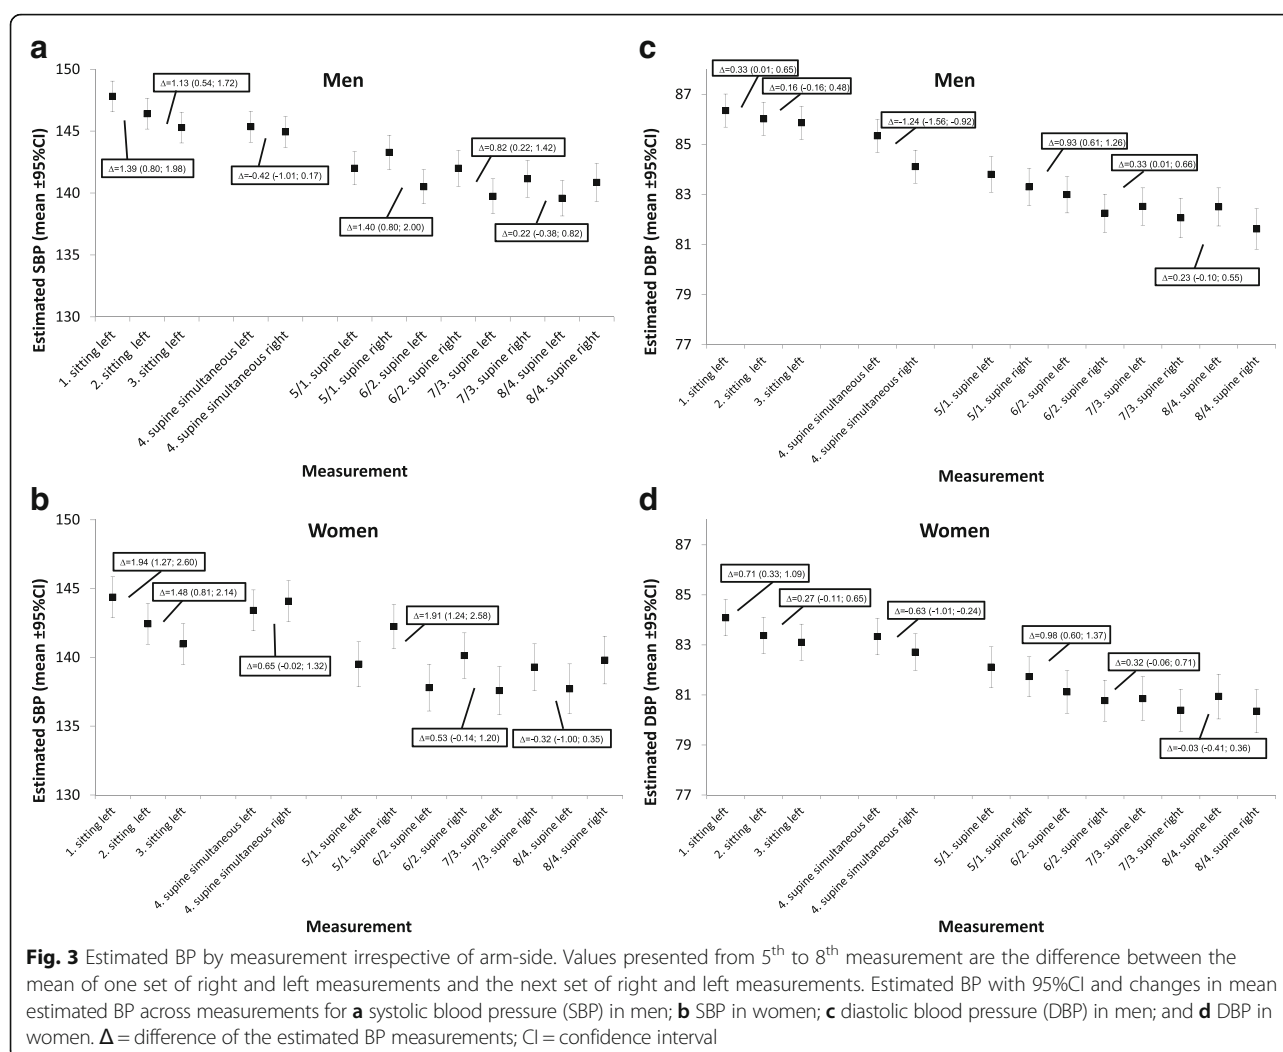 a
Men
Estimated SBP (mean ±95%CI)
150
145
140
135
130
Δ=1.13 (0.54; 1.72)
Δ=1.39 (0.80; 1.98)
Δ=-0.42 (-1.01; 0.17)
Δ=0.82 (0.22; 1.42)
Δ=1.40 (0.80; 2.00)
Δ=0.22 (-0.38; 0.82)
1. sitting left
2. sitting left
3. sitting left
4. supine simultaneous left
4. supine simultaneous right
5/1. supine left
5/1. supine right
6/2. supine left
6/2. supine right
7/3. supine left
7/3. supine right
8/4. supine left
8/4. supine right
Measurement
c
Men
Estimated DBP (mean ±95%CI)
87
85
83
81
79
77
Δ=0.33 (0.01; 0.65)
Δ=0.16 (-0.16; 0.48)
Δ=-1.24 (-1.56; -0.92)
Δ=0.93 (0.61; 1.26)
Δ=0.33 (0.01; 0.66)
Δ=0.23 (-0.10; 0.55)
1. sitting left
2. sitting left
3. sitting left
4. supine simultaneous left
4. supine simultaneous right
5/1. supine left
5/1. supine right
6/2. supine left
6/2. supine right
7/3. supine left
7/3. supine right
8/4. supine left
8/4. supine right
Measurement
b
Women
Estimated SBP (mean ±95%CI)
150
145
140
135
130
Δ=1.94 (1.27; 2.60)
Δ=1.48 (0.81; 2.14)
Δ=0.65 (-0.02; 1.32)
Δ=1.91 (1.24; 2.58)
Δ=0.53 (-0.14; 1.20)
Δ=-0.32 (-1.00; 0.35)
1. sitting left
2. sitting left
3. sitting left
4. supine simultaneous left
4. supine simultaneous right
5/1. supine left
5/1. supine right
6/2. supine left
6/2. supine right
7/3. supine left
7/3. supine right
8/4. supine left
8/4. supine right
Measurement
d
Women
Estimated DBP (mean ±95%CI)
87
85
83
81
79
77
Δ=0.71 (0.33; 1.09)
Δ=0.27 (-0.11; 0.65)
Δ=-0.63 (-1.01; -0.24)
Δ=0.98 (0.60; 1.37)
Δ=0.32 (-0.06; 0.71)
Δ=-0.03 (-0.41; 0.36)
1. sitting left
2. sitting left
3. sitting left
4. supine simultaneous left
4. supine simultaneous right
5/1. supine left
5/1. supine right
6/2. supine left
6/2. supine right
7/3. supine left
7/3. supine right
8/4. supine left
8/4. supine right
Measurement
Fig. 3 Estimated BP by measurement irrespective of arm-side. Values presented from 5th to 8th measurement are the difference between the
mean of one set of right and left measurements and the next set of right and left measurements. Estimated BP with 95%CI and changes in mean
estimated BP across measurements for a systolic blood pressure (SBP) in men; b SBP in women; c diastolic blood pressure (DBP) in men; and d DBP in
women. Δ = difference of the estimated BP measurements; CI = confidence interval